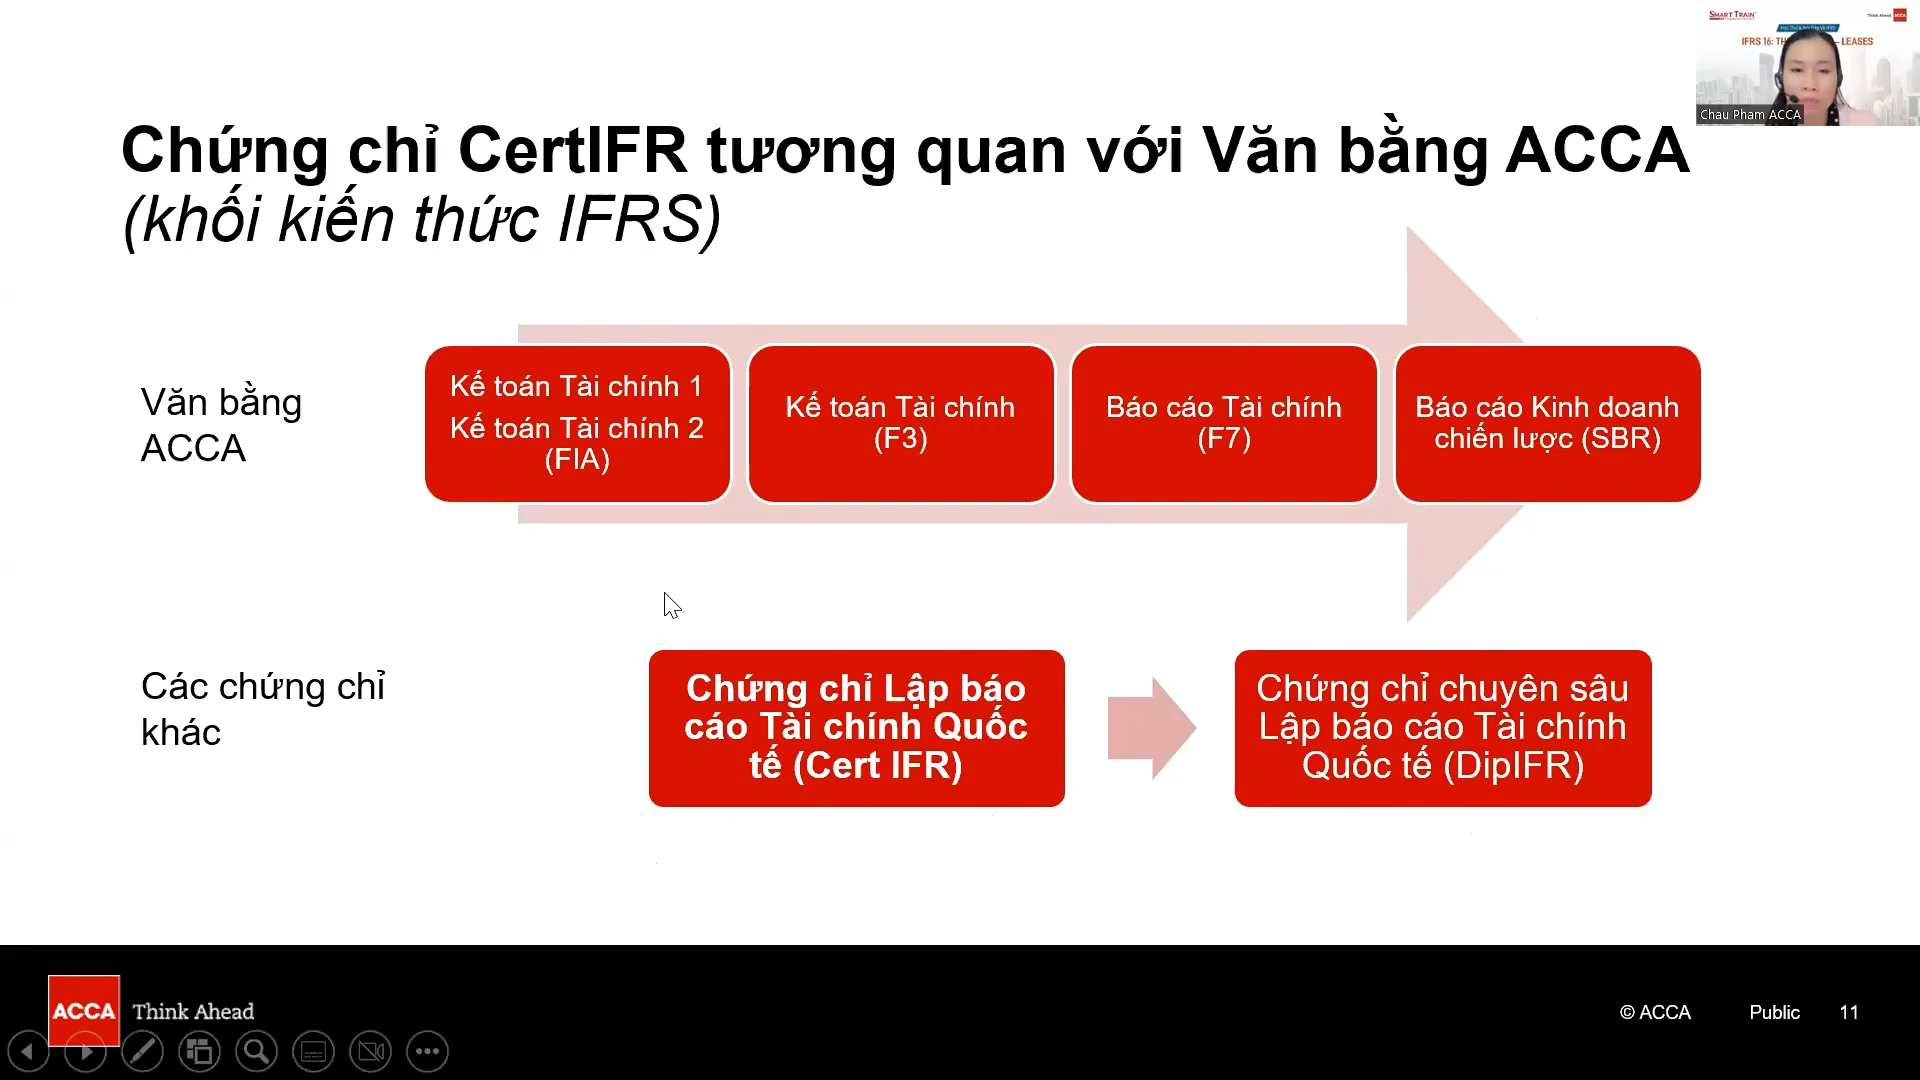 SMART TRAIN
Think Ahead ACCA
IFRS 16: TH
– LEASES
Chau Pham ACCA
Chứng chỉ CertIFR tương quan với Văn bằng ACCA
(khối kiến thức IFRS)
Văn bằng
ACCA
Kế toán Tài chính 1
Kế toán Tài chính 2
(FIA)
Kế toán Tài chính
(F3)
Báo cáo Tài chính
(F7)
Báo cáo Kinh doanh
chiến lược (SBR)
Các chứng chỉ
khác
Chứng chỉ Lập báo
cáo Tài chính Quốc
tế (Cert IFR)
Chứng chỉ chuyên sâu
Lập báo cáo Tài chính
Quốc tế (DipIFR)
ACCA Think Ahead
© ACCA Public 11